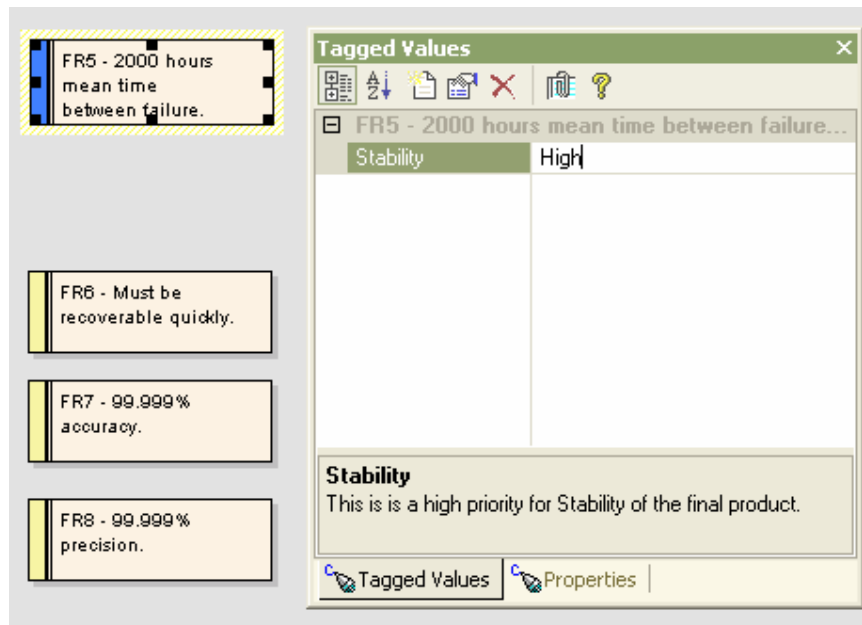 FR5 - 2000 hours
mean time
between failure.
FR6 - Must be
recoverable quickly.
FR7 - 99.999%
accuracy.
FR8 - 99.999%
precision.
Tagged Values
FR5 - 2000 hours mean time between failure...
Stability High
Stability
This is is a high priority for Stability of the final product.
Tagged Values Properties